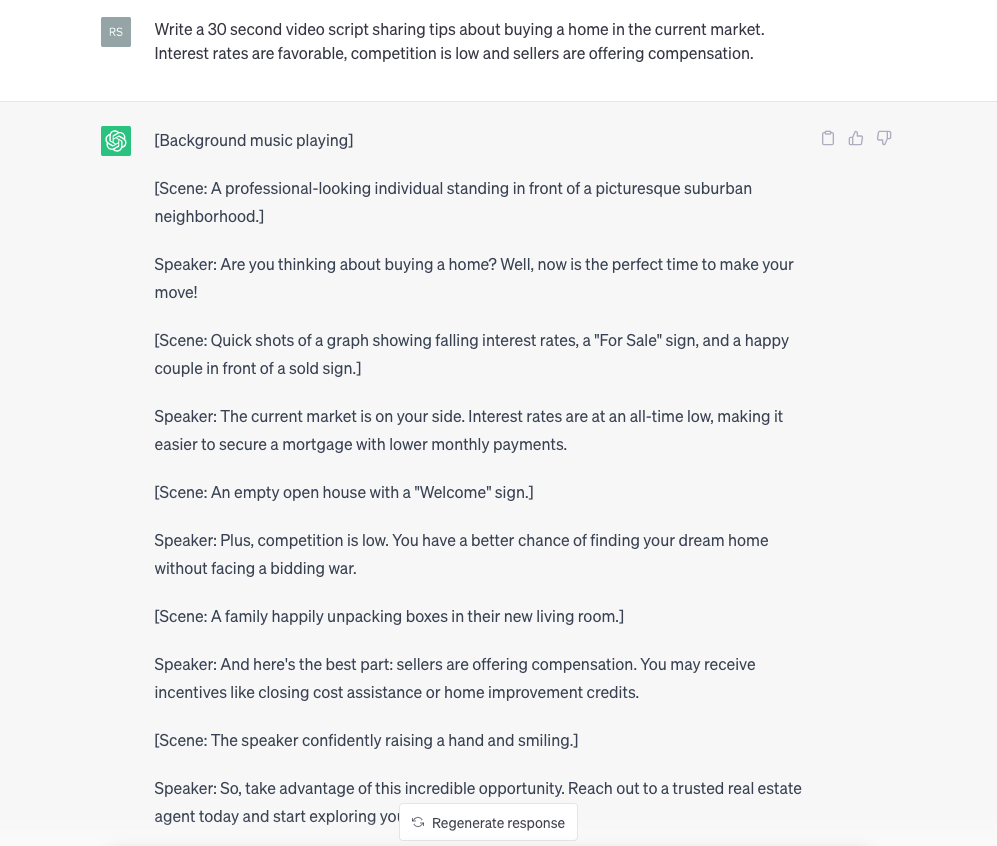 RS
Write a 30 second video script sharing tips about buying a home in the current market.
Interest rates are favorable, competition is low and sellers are offering compensation.
[Background music playing]
[Scene: A professional-looking individual standing in front of a picturesque suburban
neighborhood.]
Speaker: Are you thinking about buying a home? Well, now is the perfect time to make your
move!
[Scene: Quick shots of a graph showing falling interest rates, a "For Sale" sign, and a happy
couple in front of a sold sign.]
Speaker: The current market is on your side. Interest rates are at an all-time low, making it
easier to secure a mortgage with lower monthly payments.
[Scene: An empty open house with a "Welcome" sign.]
Speaker: Plus, competition is low. You have a better chance of finding your dream home
without facing a bidding war.
[Scene: A family happily unpacking boxes in their new living room.]
Speaker: And here's the best part: sellers are offering compensation. You may receive
incentives like closing cost assistance or home improvement credits.
[Scene: The speaker confidently raising a hand and smiling.]
Speaker: So, take advantage of this incredible opportunity. Reach out to a trusted real estate
agent today and start exploring
Regenerate response